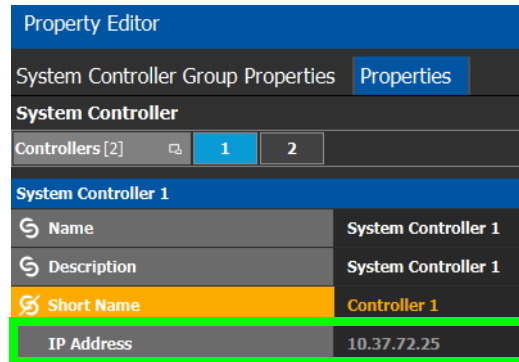 Property Editor
System Controller Group Properties Properties
System Controller
Controllers [2] 1 2
System Controller 1
Name System Controller 1
Description System Controller 1
Short Name Controller 1
IP Address 10.37.72.25